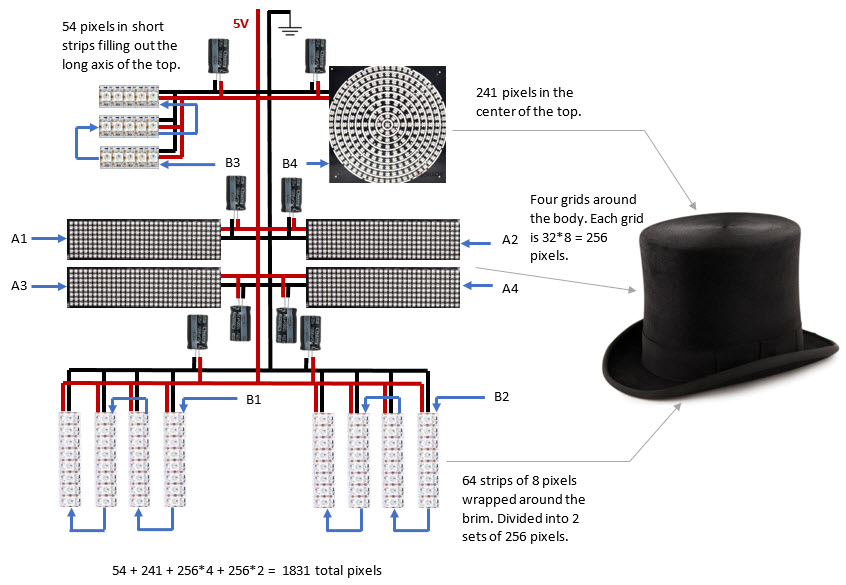 54 pixels in short
strips filling out the
long axis of the top.
5V
241 pixels in the
center of the top.
B3
B4
Four grids around
the body. Each grid
is 32*8 = 256
pixels.
A1
A2
A3
A4
B1
B2
64 strips of 8 pixels
wrapped around the
brim. Divided into 2
sets of 256 pixels.
54 + 241 + 256*4 + 256*2 = 1831 total pixels